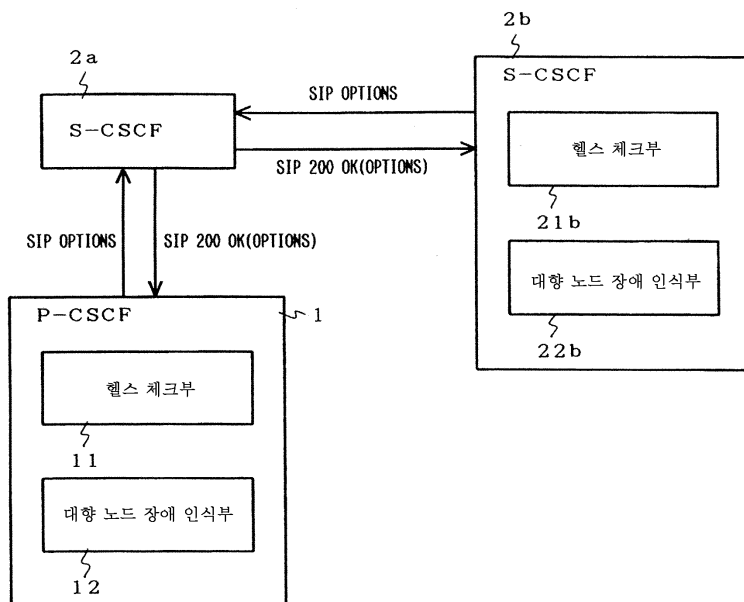 2a
S-CSCF
SIP OPTIONS
SIP 200 OK(OPTIONS)
2b
S-CSCF
헬스 체크부
21b
대향 노드 장애 인식부
22b
SIP OPTIONS
SIP 200 OK(OPTIONS)
P-CSCF
1
헬스 체크부
11
대향 노드 장애 인식부
12